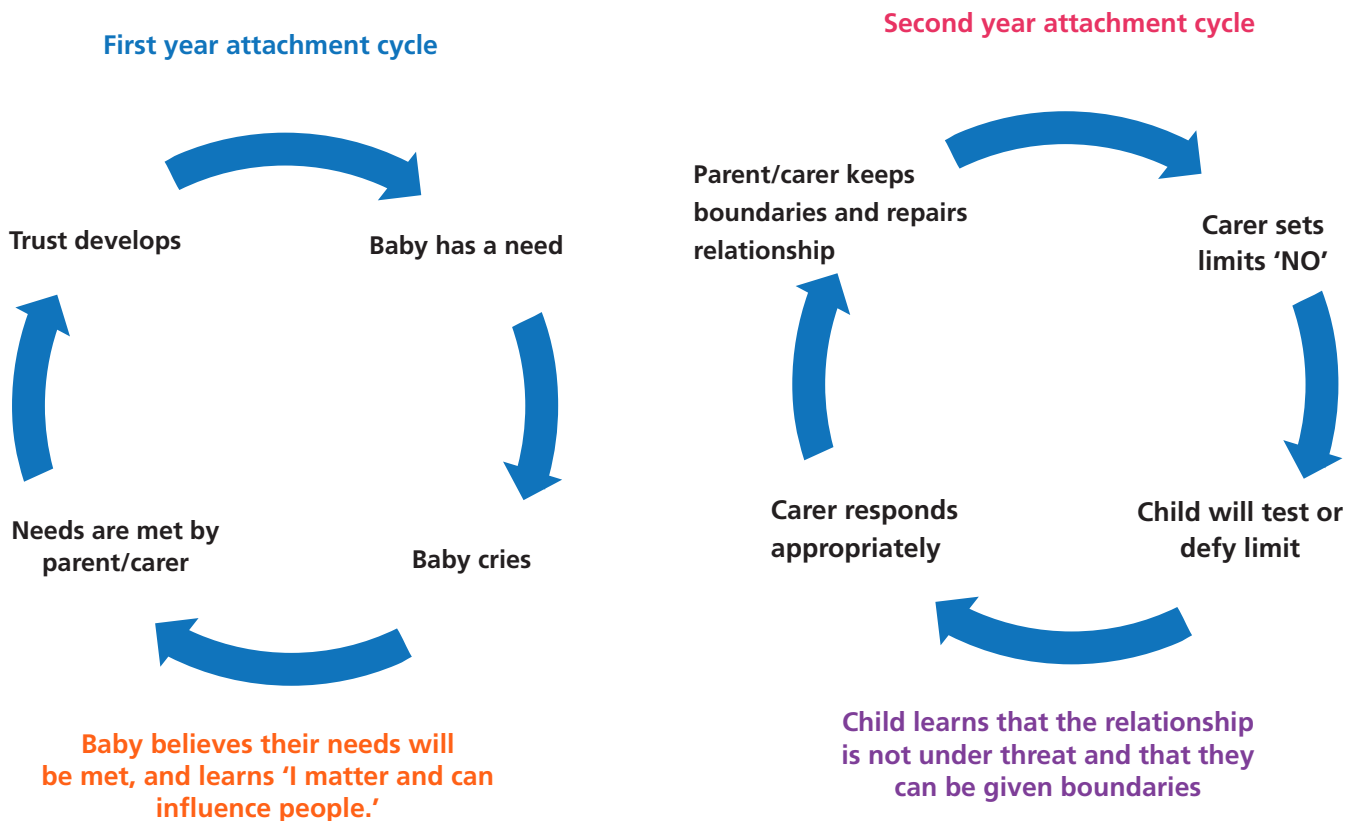 First year attachment cycle
Trust develops
Baby has a need
Needs are met by
parent/carer
Baby cries
Baby believes their needs will
be met, and learns ‘I matter and can
influence people.’
Second year attachment cycle
Parent/carer keeps
boundaries and repairs
relationship
Carer sets
limits ‘NO’
Carer responds
appropriately
Child will test or
defy limit
Child learns that the relationship
is not under threat and that they
can be given boundaries